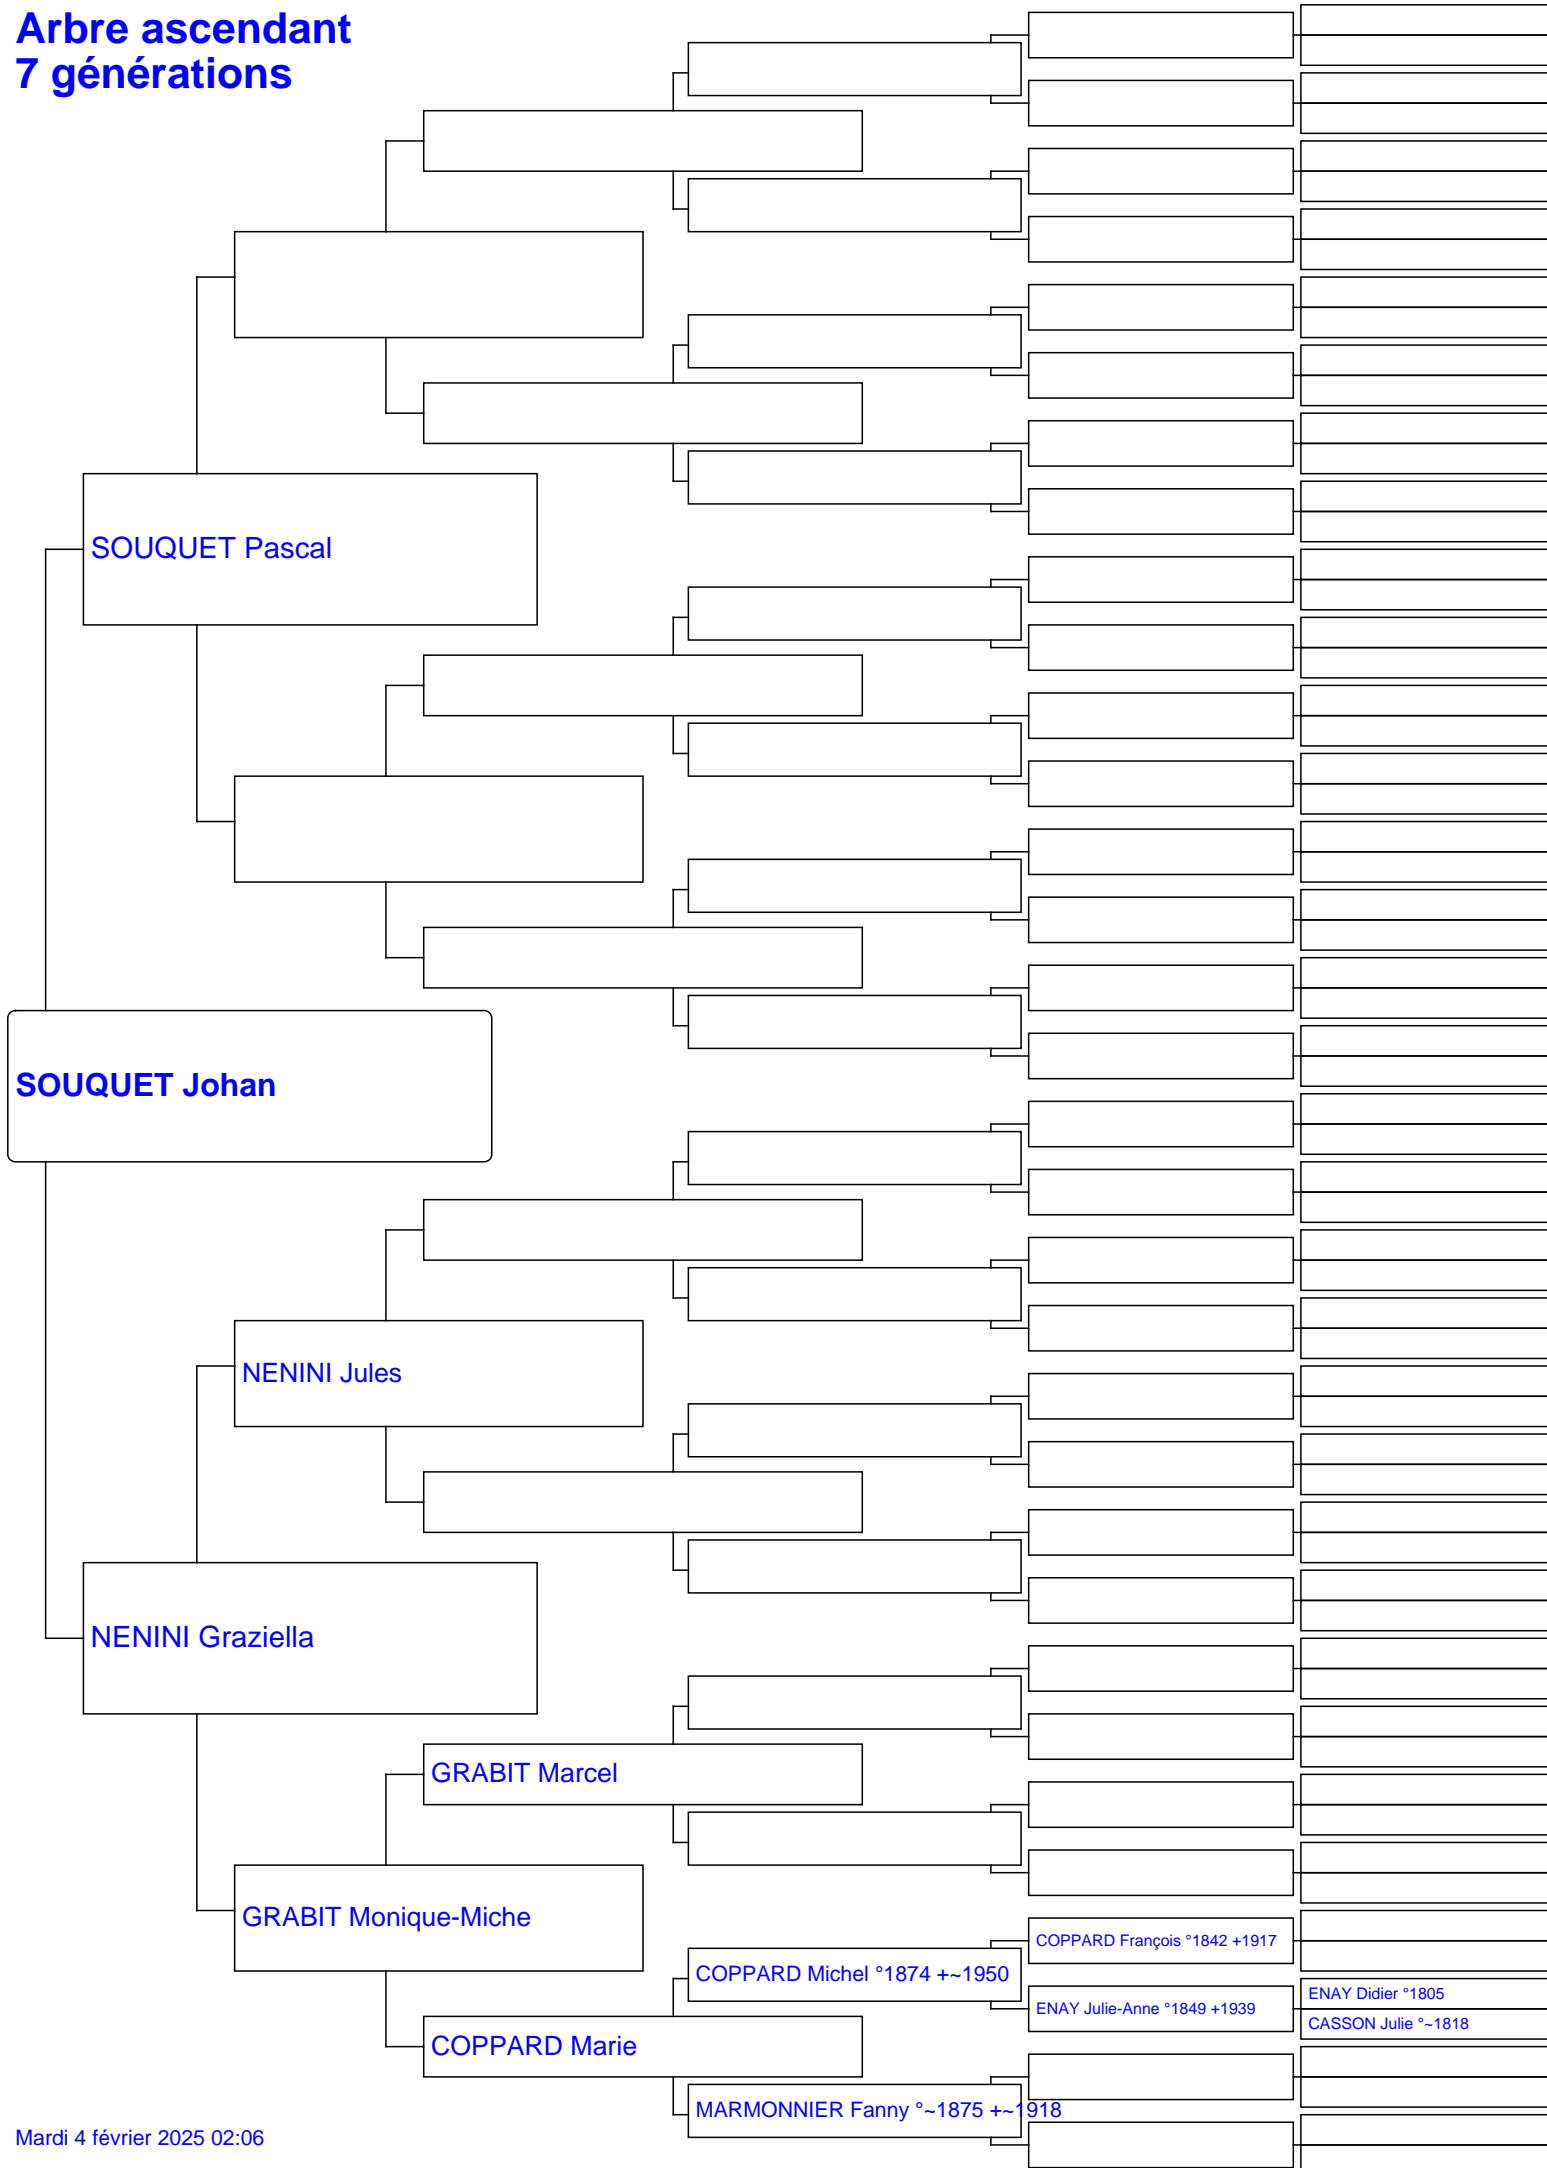 Arbre ascendant
7 générations
SOUQUET Pascal
SOUQUET Johan
NENINI Jules
NENINI Graziella
GRABIT Marcel
GRABIT Monique-Miche
COPPARD François °1842 +1917
COPPARD Michel °1874 +~1950
ENAY Julie-Anne °1849 +1939
ENAY Didier °1805
CASSON Julie °~1818
COPPARD Marie
MARMONNIER Fanny °~1875 +~1918
Mardi 4 février 2025 02:06